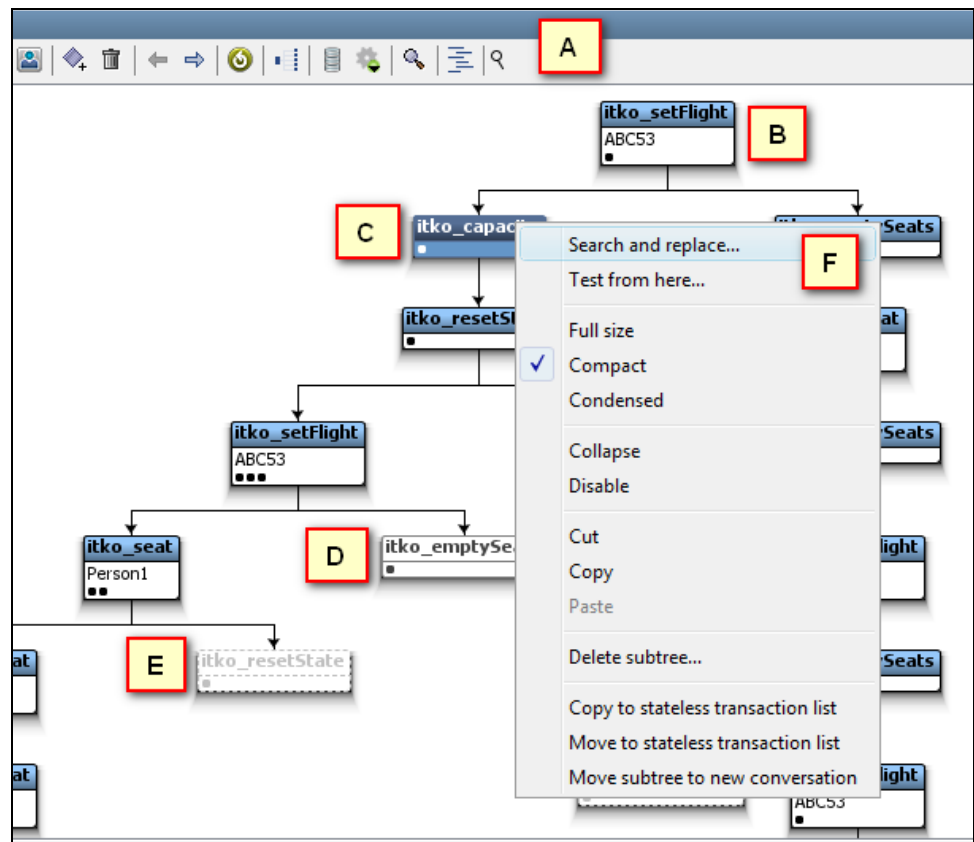 A
itko_setFlight
ABC53
B
C
itko_capaci
Seats
Search and replace...
F
Test from here...
itko_resetSt
at
Full size
Compact
Condensed
itko_setFlight
ABC53
Seats
Collapse
Disable
itko_seat
Person1
D
itko_emptySe
light
Cut
Copy
Paste
at
E
itko_resetState
Seats
Delete subtree...
Copy to stateless transaction list
Move to stateless transaction list
Move subtree to new conversation
at
light
ABC53